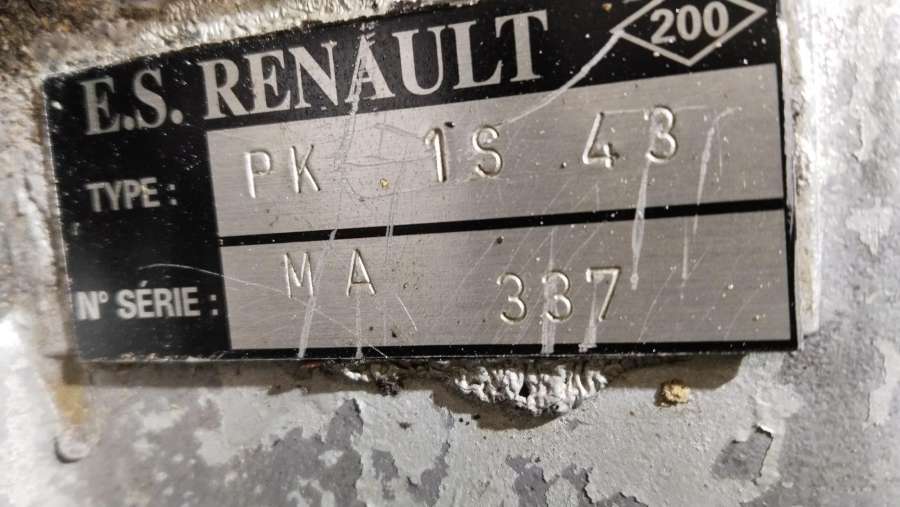 E.S. RENAULT 200
TYPE : PK 1S 43
N° SÉRIE : MA 337